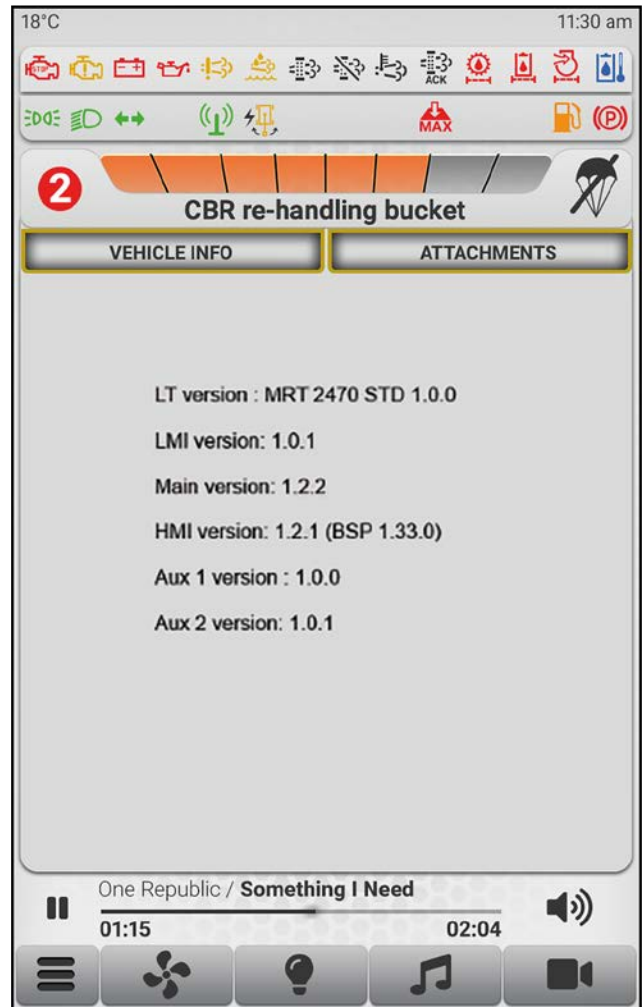 18°C 11:30 am
STOP
ACK
MAX
P
2
CBR re-handling bucket
VEHICLE INFO ATTACHMENTS
LT version : MRT 2470 STD 1.0.0
LMI version: 1.0.1
Main version: 1.2.2
HMI version: 1.2.1 (BSP 1.33.0)
Aux 1 version : 1.0.0
Aux 2 version: 1.0.1
One Republic / Something I Need
01:15 02:04